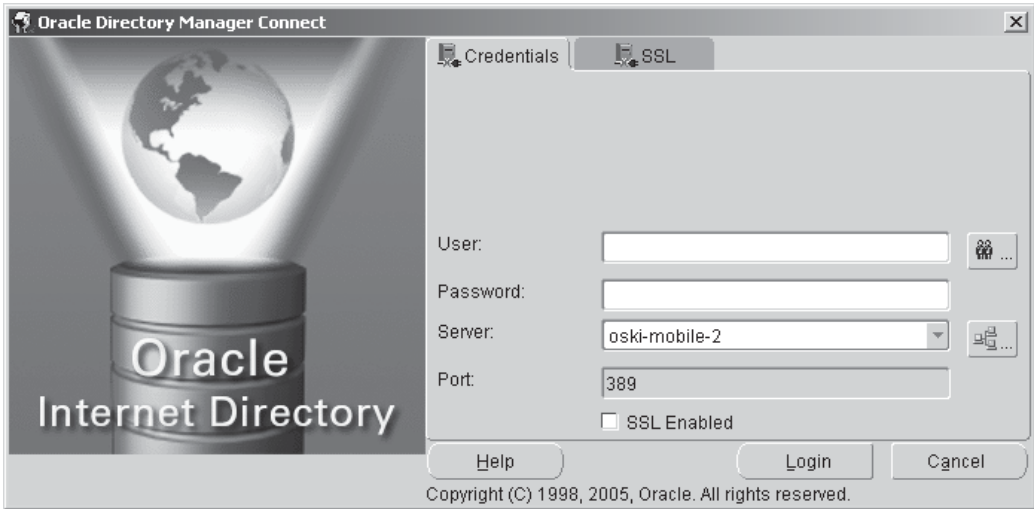 Oracle Directory Manager Connect
Credentials
SSL
User:
...
Password:
Server:
oski-mobile-2
...
Port:
389
SSL Enabled
Oracle
Internet Directory
Help
Login
Cancel
Copyright (C) 1998, 2005, Oracle. All rights reserved.